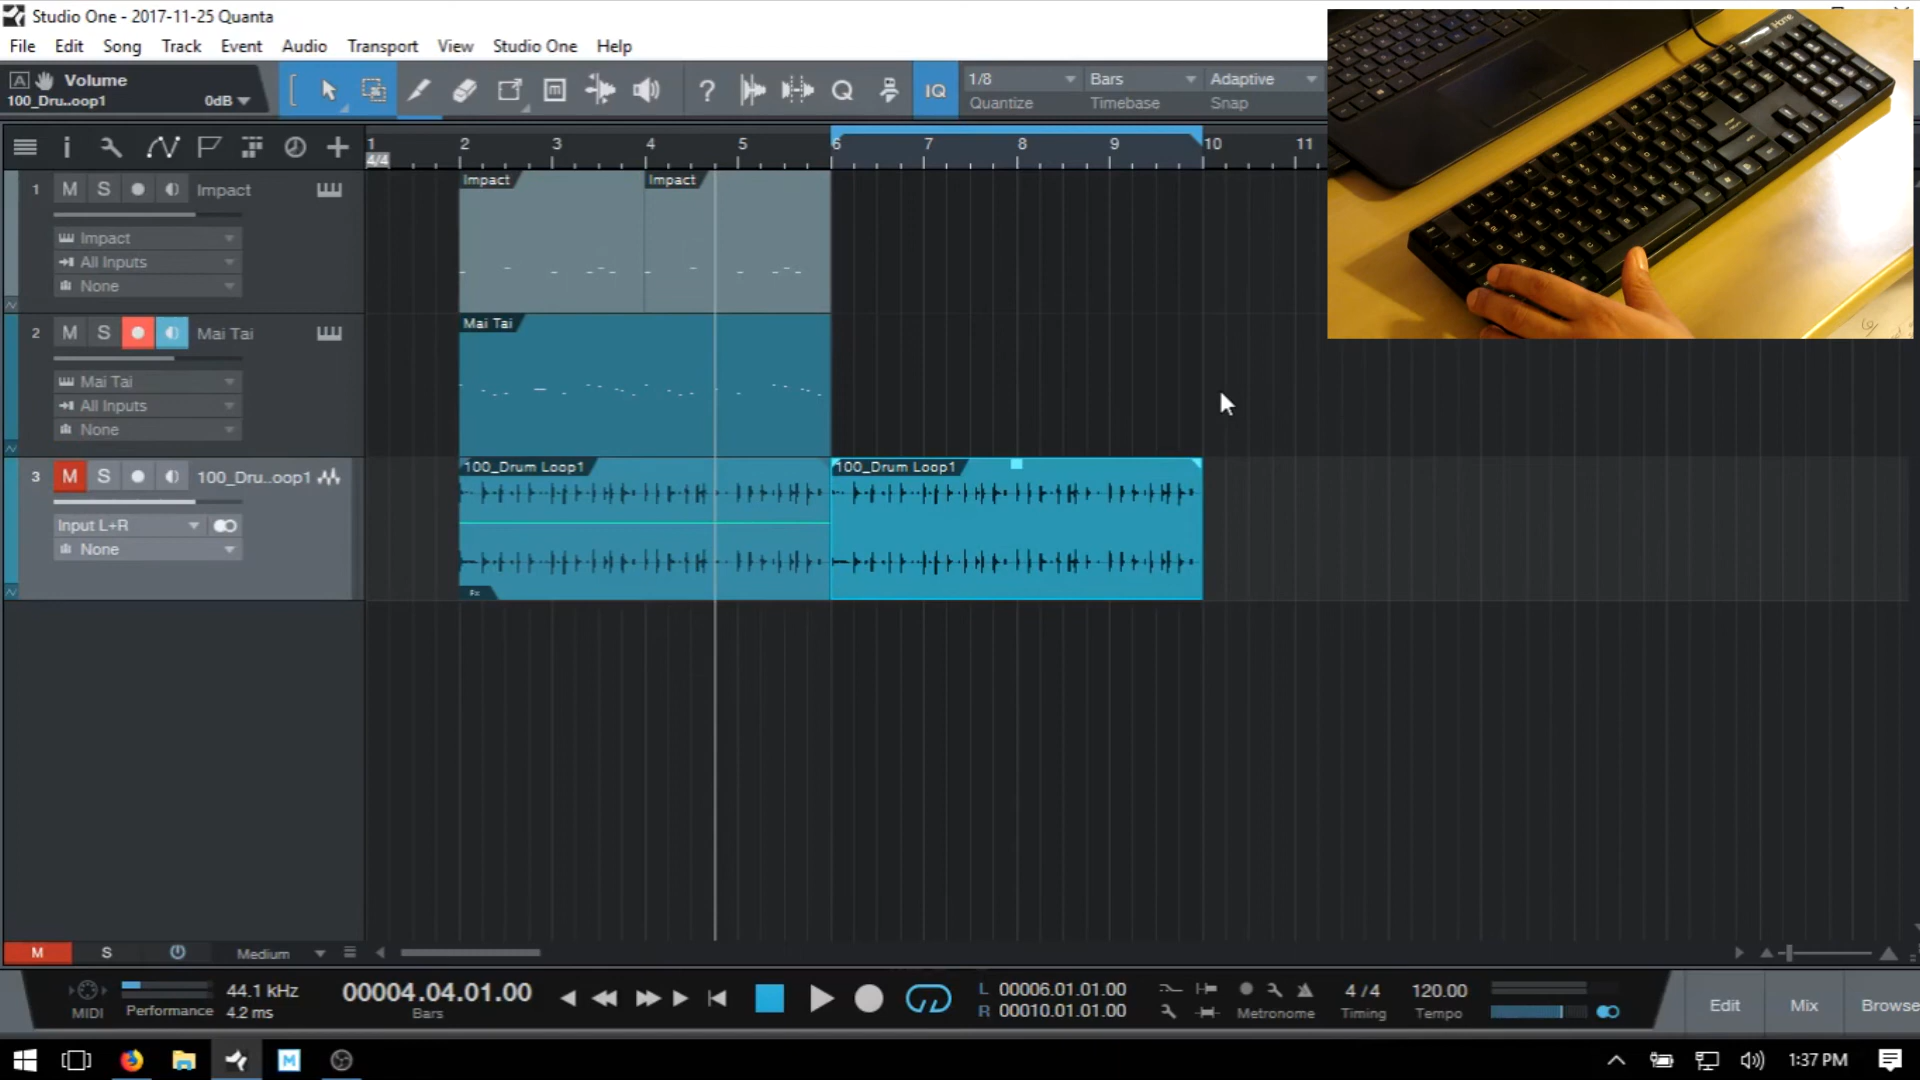 Studio One - 2017-11-25 Quanta
File Edit Song Track Audio Event Transport View Studio One Help
A Volume
100_Dru..oop1 0dB
IQ
1/8 Bars Adaptive
Quantize Timebase Snap
iHome
1 2 3 4 5 6 7 8 9 10 11
4/4
1 M S Impact
Impact
All Inputs
None
Impact Impact
2 M S Mai Tai
Mai Tai
All Inputs
None
Mai Tai
3 M S 100_Dru..oop1
Input L+R
None
100_Drum Loop1 100_Drum Loop1
Fx
M S Medium
MIDI
Performance
44.1 kHz
4.2 ms
00004.04.01.00
Bars
L 00006.01.01.00
R 00010.01.01.00
Metronome
4 / 4
Timing
120.00
Tempo
Edit Mix Browse
1:37 PM